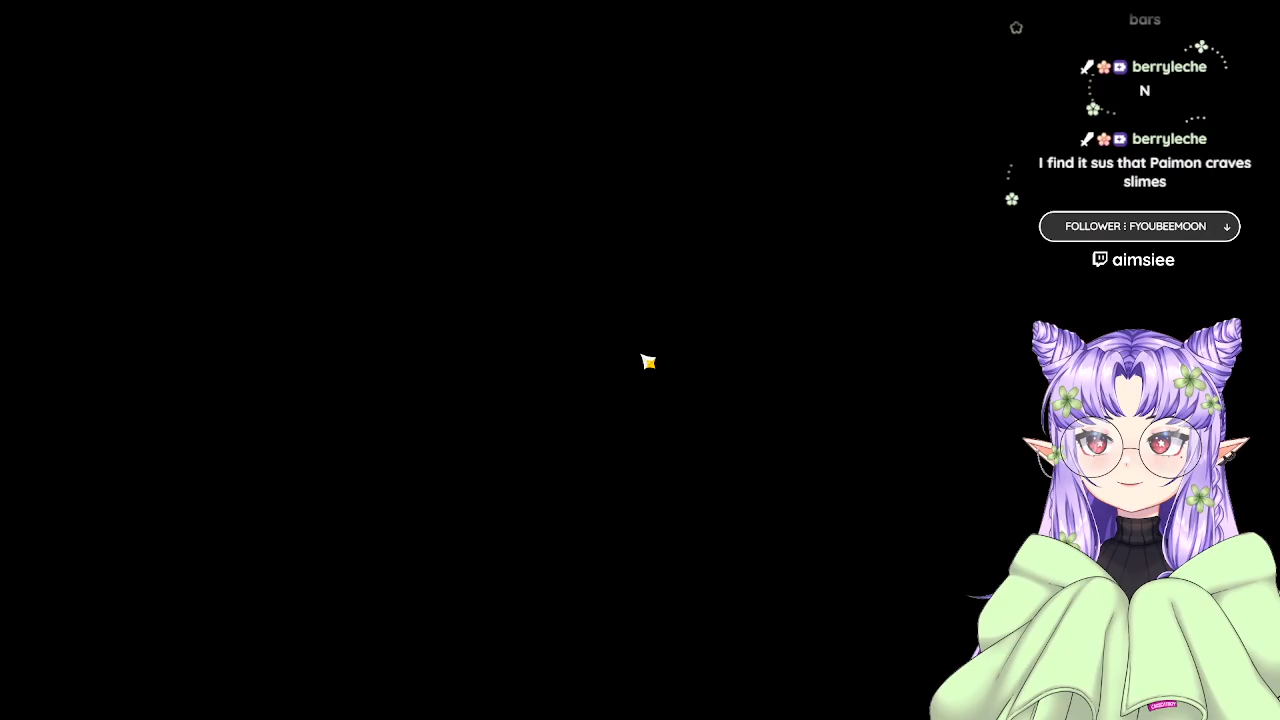 bars
berryleche
N
berryleche
I find it sus that Paimon craves
slimes
FOLLOWER : FYOUBEEMOON ↓
aimsiee